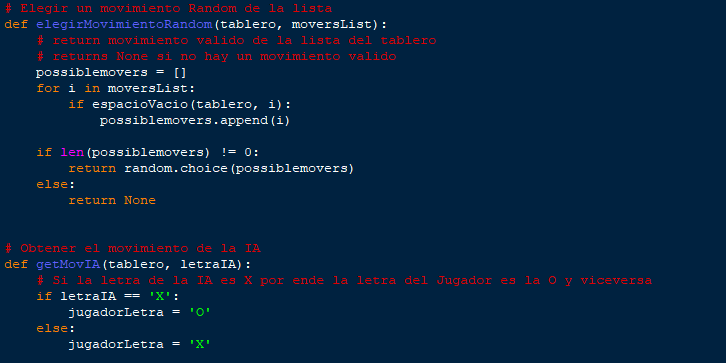 # Elegir un movimiento Random de la lista
def elegirMovimientoRandom(tablero, moversList):
    # return movimiento valido de la lista del tablero
    # returns None si no hay un movimiento valido
    possiblemovers = []
    for i in moversList:
        if espacioVacio(tablero, i):
            possiblemovers.append(i)

    if len(possiblemovers) != 0:
        return random.choice(possiblemovers)
    else:
        return None

# Obtener el movimiento de la IA
def getMovIA(tablero, letraIA):
    # Si la letra de la IA es X por ende la letra del Jugador es la O y viceversa
    if letraIA == 'X':
        jugadorLetra = 'O'
    else:
        jugadorLetra = 'X'